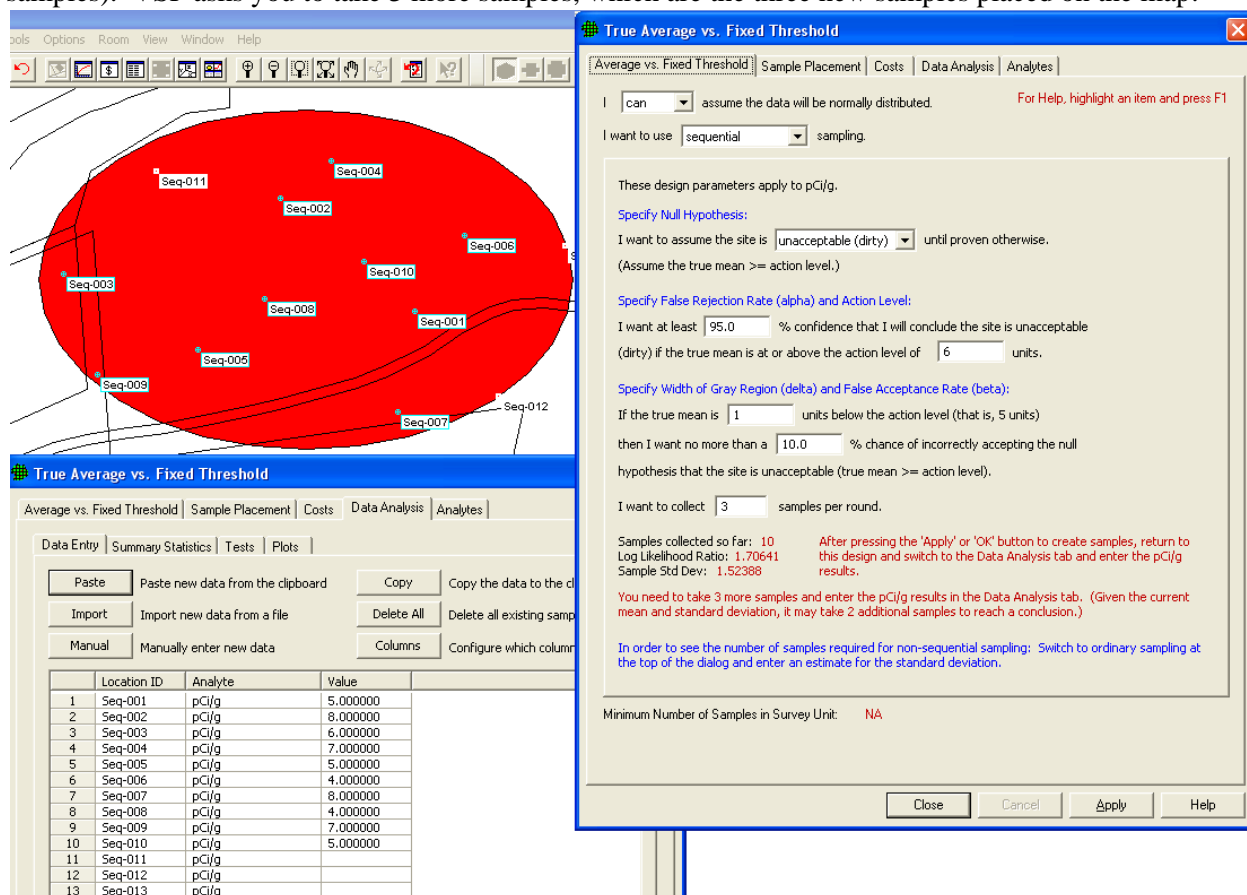 samples). VSP asks you to take 3 more samples, which are the three new samples placed on the map.
ools Options Room View Window Help
Seq-004
Seq-011
Seq-002
Seq-006
Seq-010
Seq-003
Seq-008
Seq-001
Seq-005
Seq-009
Seq-012
Seq-007
True Average vs. Fixed Threshold
Average vs. Fixed Threshold Sample Placement Costs Data Analysis Analytes
I can assume the data will be normally distributed. For Help, highlight an item and press F1
I want to use sequential sampling.
These design parameters apply to pCi/g.
Specify Null Hypothesis:
I want to assume the site is unacceptable (dirty) until proven otherwise.
(Assume the true mean >= action level.)
Specify False Rejection Rate (alpha) and Action Level:
I want at least 95.0 % confidence that I will conclude the site is unacceptable
(dirty) if the true mean is at or above the action level of 6 units.
Specify Width of Gray Region (delta) and False Acceptance Rate (beta):
If the true mean is 1 units below the action level (that is, 5 units)
then I want no more than a 10.0 % chance of incorrectly accepting the null
hypothesis that the site is unacceptable (true mean >= action level).
I want to collect 3 samples per round.
Samples collected so far: 10
Log Likelihood Ratio: 1.70641
Sample Std Dev: 1.52388
After pressing the 'Apply' or 'OK' button to create samples, return to
this design and switch to the Data Analysis tab and enter the pCi/g
results.
You need to take 3 more samples and enter the pCi/g results in the Data Analysis tab. (Given the current
mean and standard deviation, it may take 2 additional samples to reach a conclusion.)
In order to see the number of samples required for non-sequential sampling: Switch to ordinary sampling at
the top of the dialog and enter an estimate for the standard deviation.
Minimum Number of Samples in Survey Unit: NA
Close Cancel Apply Help
True Average vs. Fixed Threshold
Average vs. Fixed Threshold Sample Placement Costs Data Analysis Analytes
Data Entry Summary Statistics Tests Plots
Paste Paste new data from the clipboard Copy Copy the data to the cl
Import Import new data from a file Delete All Delete all existing samp
Manual Manually enter new data Columns Configure which column
Location ID Analyte Value
1 Seq-001 pCi/g 5.000000
2 Seq-002 pCi/g 8.000000
3 Seq-003 pCi/g 6.000000
4 Seq-004 pCi/g 7.000000
5 Seq-005 pCi/g 5.000000
6 Seq-006 pCi/g 4.000000
7 Seq-007 pCi/g 8.000000
8 Seq-008 pCi/g 4.000000
9 Seq-009 pCi/g 7.000000
10 Seq-010 pCi/g 5.000000
11 Seq-011 pCi/g
12 Seq-012 pCi/g
13 Seq-013 pCi/g